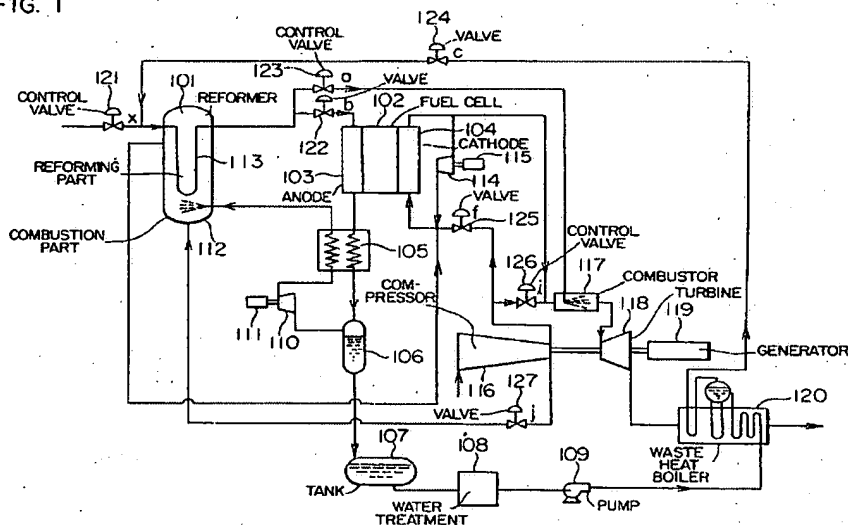 FIG. 1
124
VALVE
c
CONTROL
VALVE
123
a
VALVE
121
101
CONTROL
VALVE
x
REFORMER
122
b
102
FUEL CELL
104
CATHODE
113
REFORMING
PART
103
ANODE
115
114
VALVE
f
125
COMBUSTION
PART
112
105
CONTROL
VALVE
126
i
117
COMBUSTOR
COM-
PRESSOR
118
TURBINE
119
111
110
106
116
GENERATOR
127
VALVE
j
120
WASTE
HEAT
BOILER
107
TANK
108
WATER
TREATMENT
109
PUMP